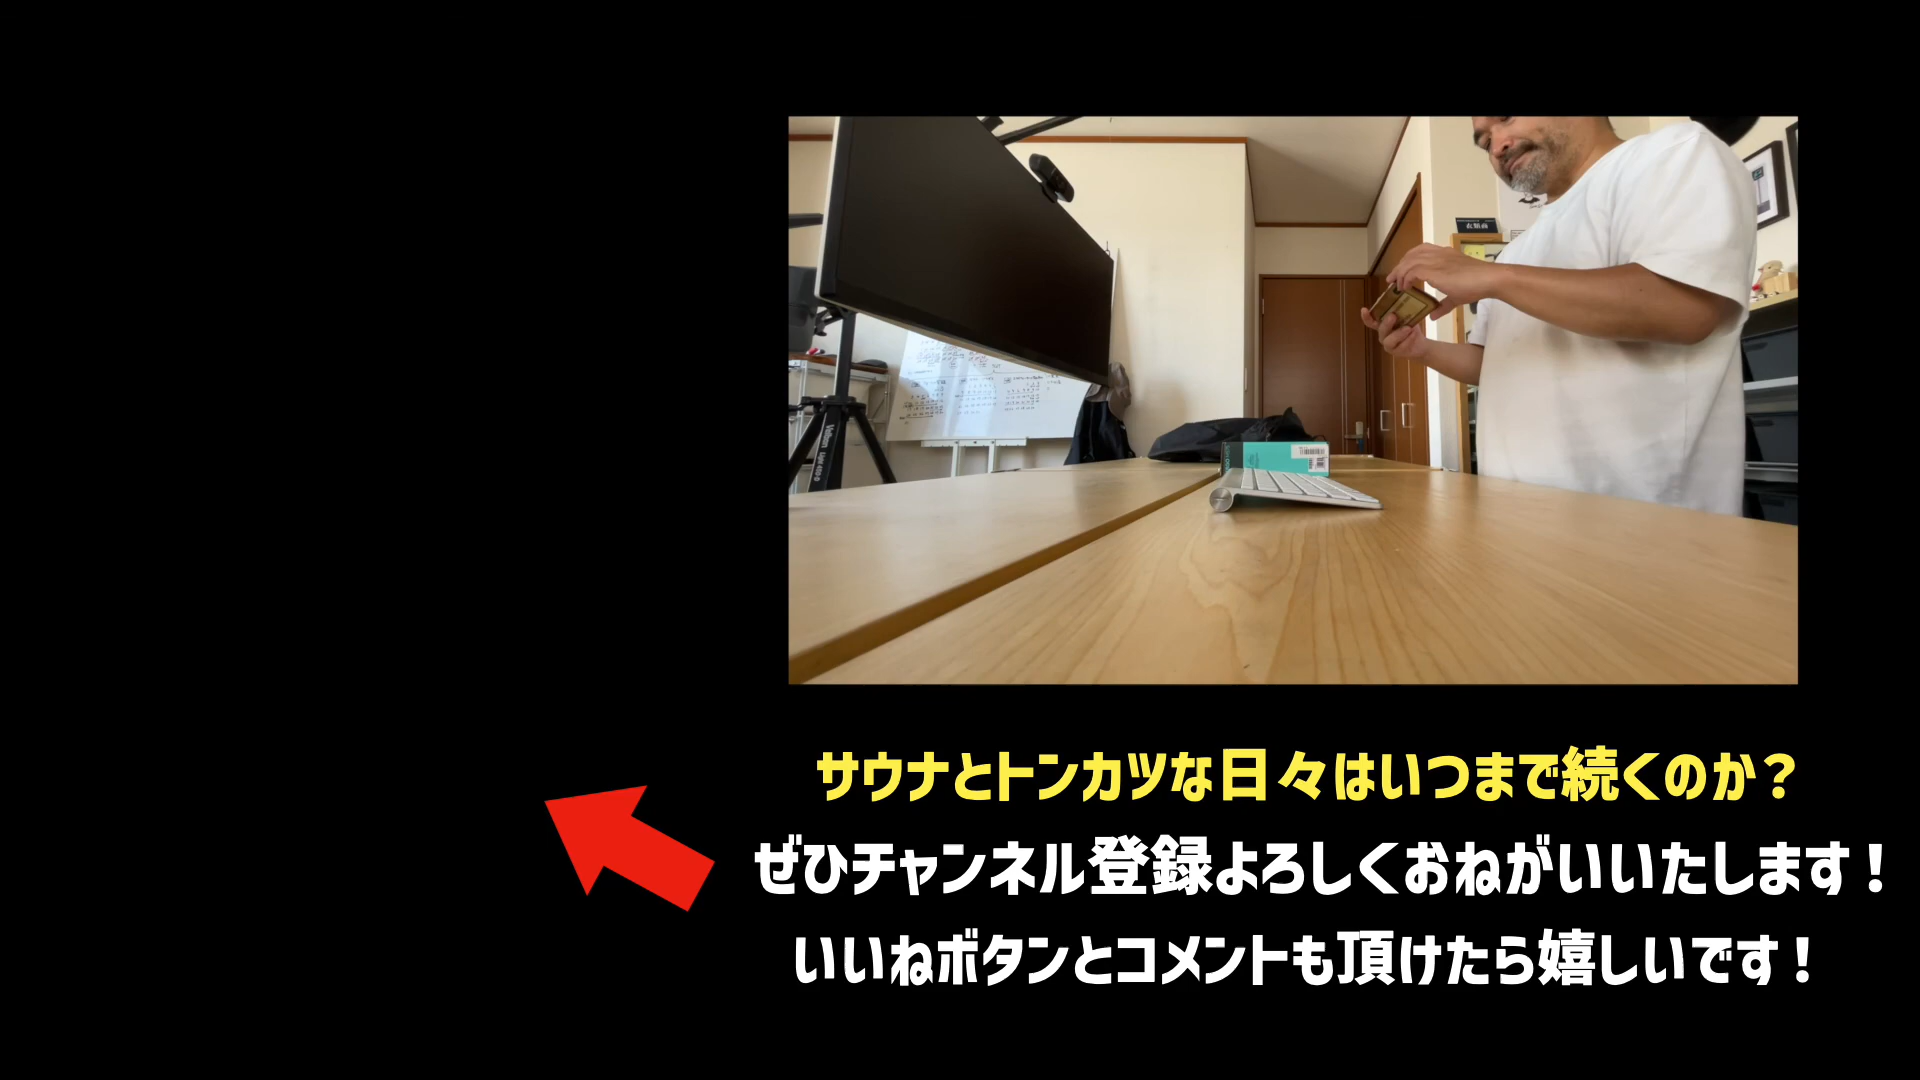 Velbon
サウナとトンカツな日々はいつまで続くのか？
ぜひチャンネル登録よろしくおねがいいたします！
いいねボタンとコメントも頂けたら嬉しいです！